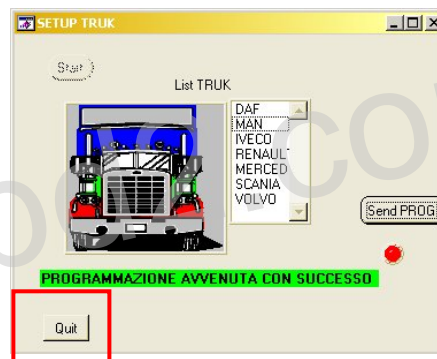 SETUP TRUK
Start
List TRUK
DAF
MAN
IVECO
RENAULT
MERCED
SCANIA
VOLVO
Send PROG
PROGRAMMAZIONE AVVENUTA CON SUCCESSO
Quit